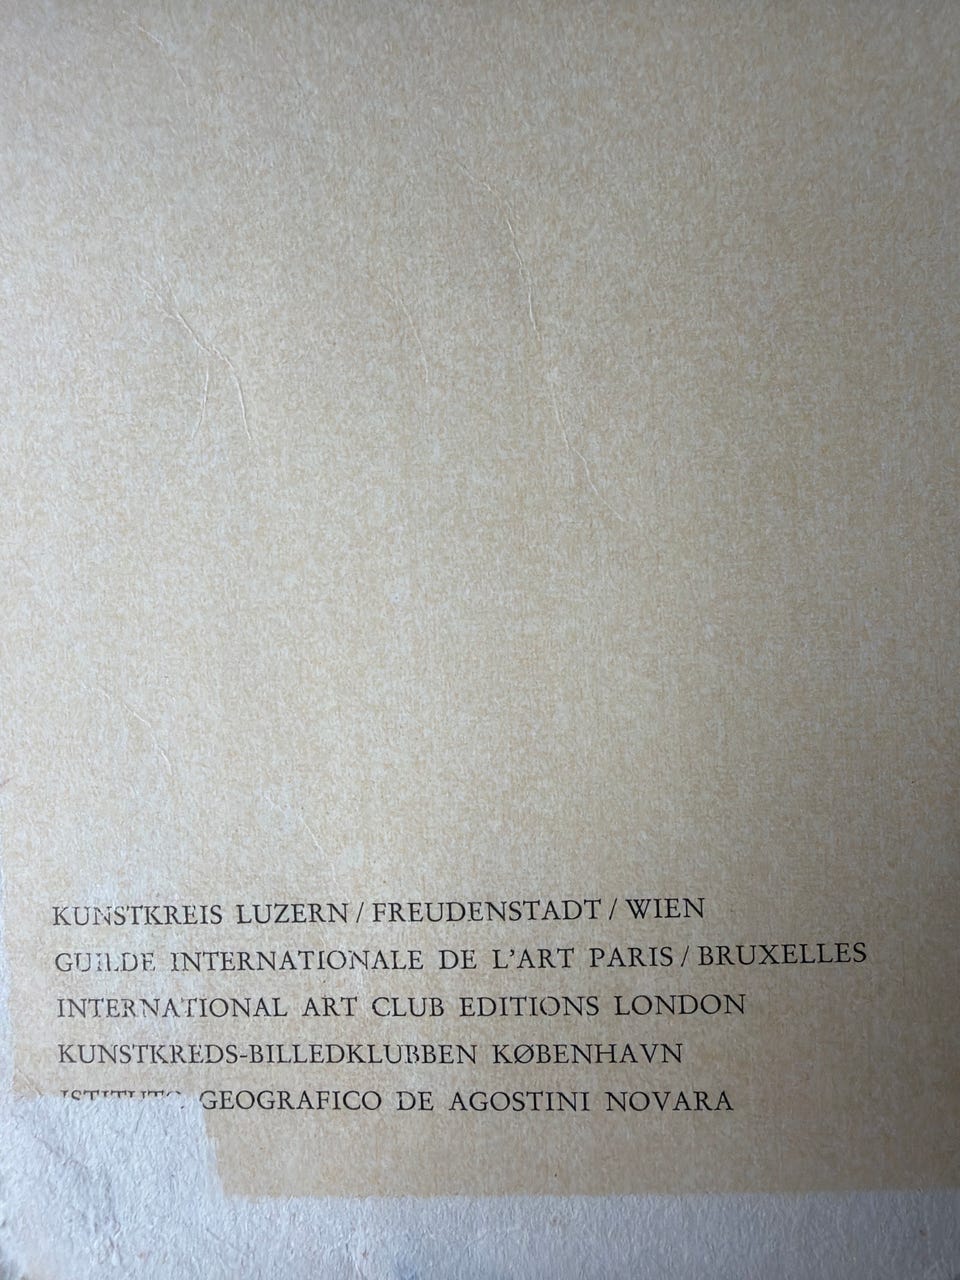 KUNSTKREIS LUZERN / FREUDENSTADT / WIEN
GUILDE INTERNATIONALE DE L'ART PARIS / BRUXELLES
INTERNATIONAL ART CLUB EDITIONS LONDON
KUNSTKREDS-BILLEDKLUBBEN KØBENHAVN
ISTITUTO GEOGRAFICO DE AGOSTINI NOVARA